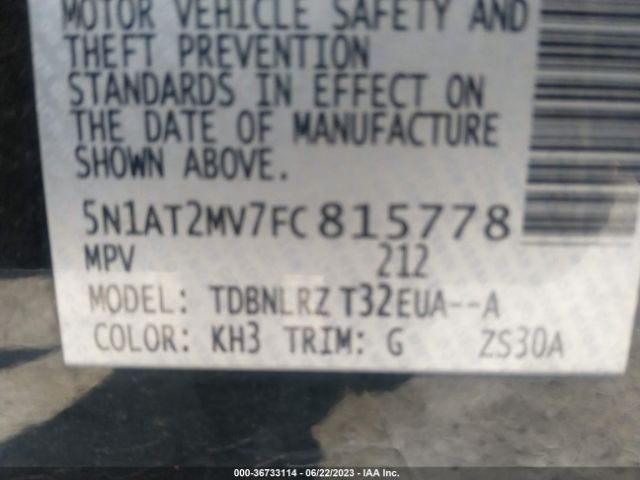 MOTOR VEHICLE SAFETY AND
THEFT PREVENTION
STANDARDS IN EFFECT ON
THE DATE OF MANUFACTURE
SHOWN ABOVE.
5N1AT2MV7FC815778
MPV 212
MODEL: TDBNLRZ T32EUA--A
COLOR: KH3 TRIM: G ZS30A
000-36733114 - 06/22/2023 - IAA Inc.